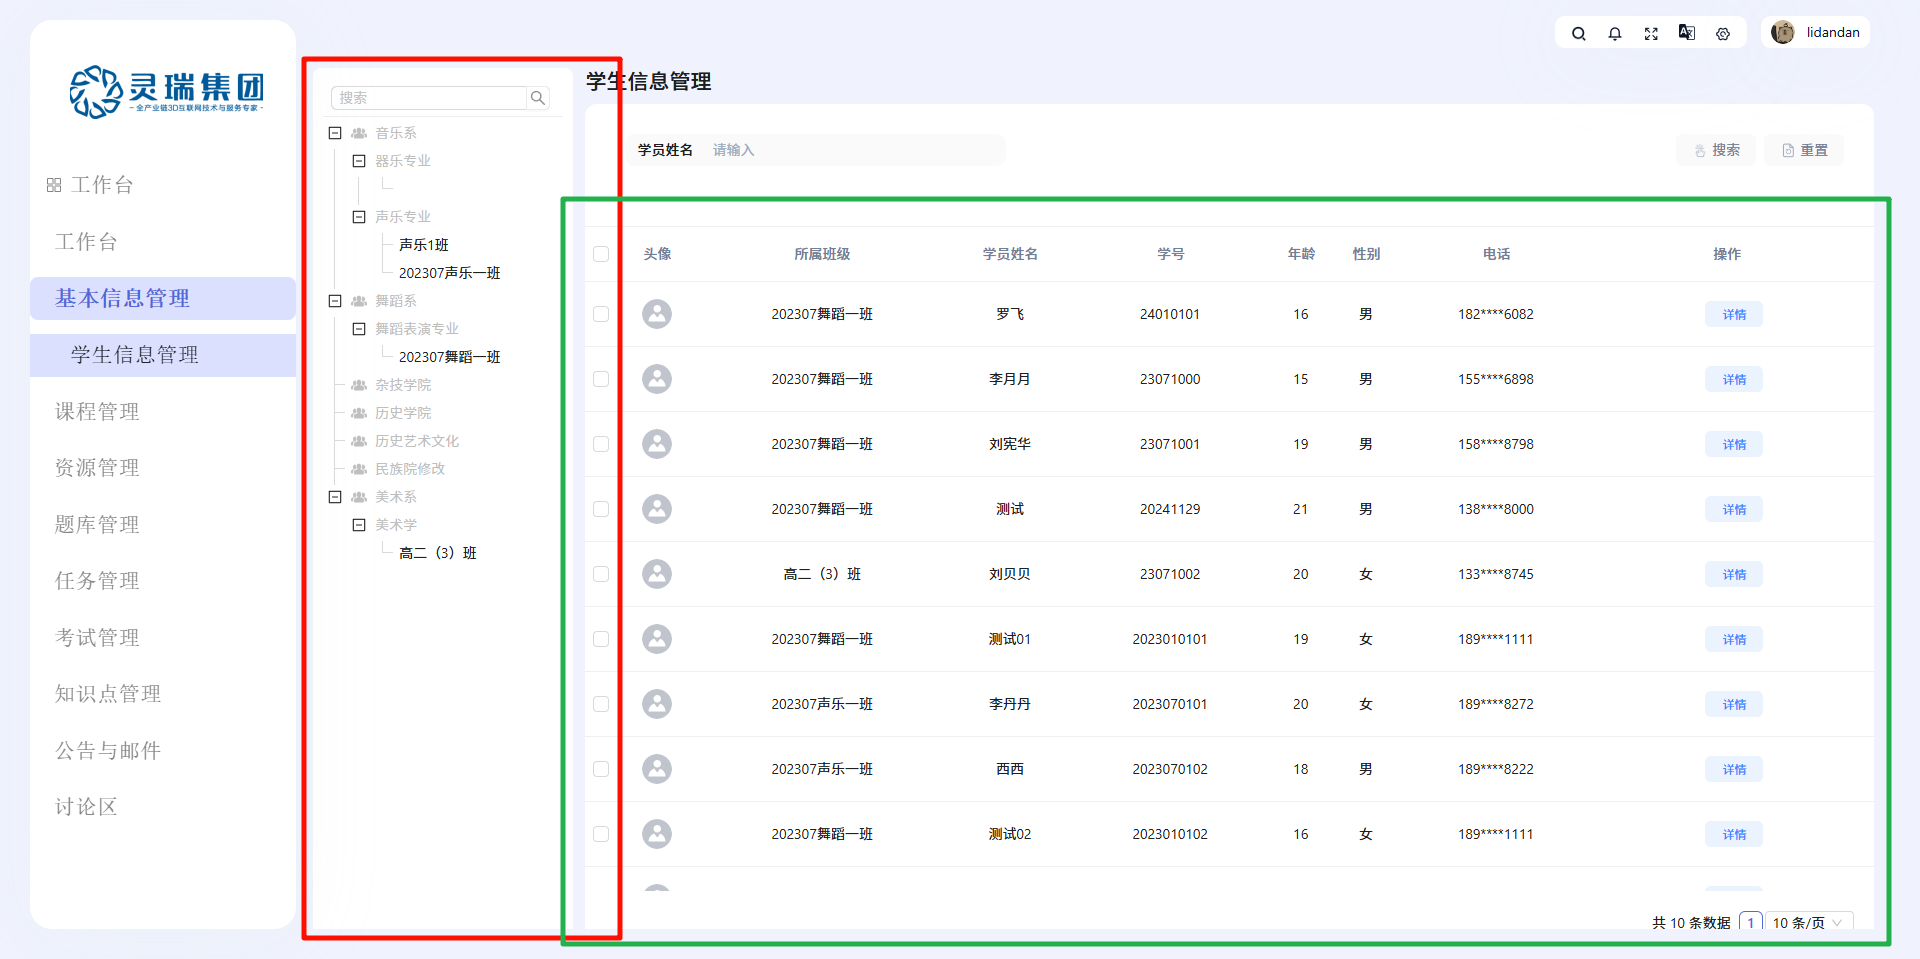 灵瑞集团
-全产业链3D互联网技术与服务专家-
工作台
工作台
基本信息管理
学生信息管理
课程管理
资源管理
题库管理
任务管理
考试管理
知识点管理
公告与邮件
讨论区
搜索
音乐系
器乐专业
声乐专业
声乐1班
202307声乐一班
舞蹈系
舞蹈表演专业
202307舞蹈一班
杂技学院
历史学院
历史艺术文化
民族院修改
美术系
美术学
高二（3）班
lidandan
学生信息管理
学员姓名 请输入 搜索 重置
头像 所属班级 学员姓名 学号 年龄 性别 电话 操作
202307舞蹈一班 罗飞 24010101 16 男 182****6082 详情
202307舞蹈一班 李月月 23071000 15 男 155****6898 详情
202307舞蹈一班 刘宪华 23071001 19 男 158****8798 详情
202307舞蹈一班 测试 20241129 21 男 138****8000 详情
高二（3）班 刘贝贝 23071002 20 女 133****8745 详情
202307舞蹈一班 测试01 2023010101 19 女 189****1111 详情
202307声乐一班 李丹丹 2023070101 20 女 189****8272 详情
202307声乐一班 西西 2023070102 18 男 189****8222 详情
202307舞蹈一班 测试02 2023010102 16 女 189****1111 详情
共 10 条数据 1 10 条/页